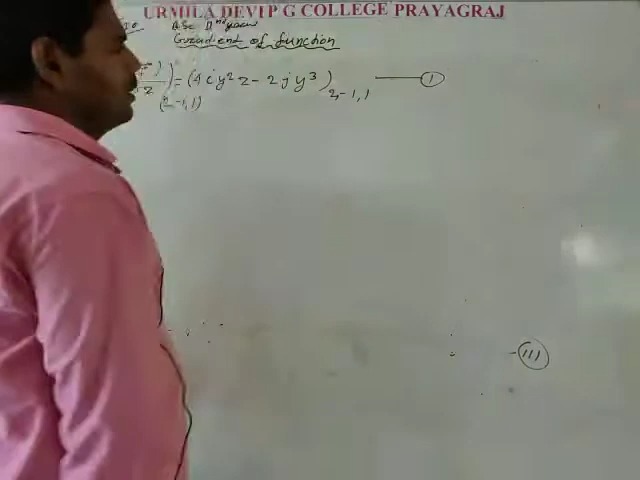 URMILA DEVI P G COLLEGE PRAYAGRAJ
B.Sc IInd year
Gradient of function
z) = (4 i y² z - 2 j y³) 2,-1,1 —— (1)
(2,-1,1)
- (III)